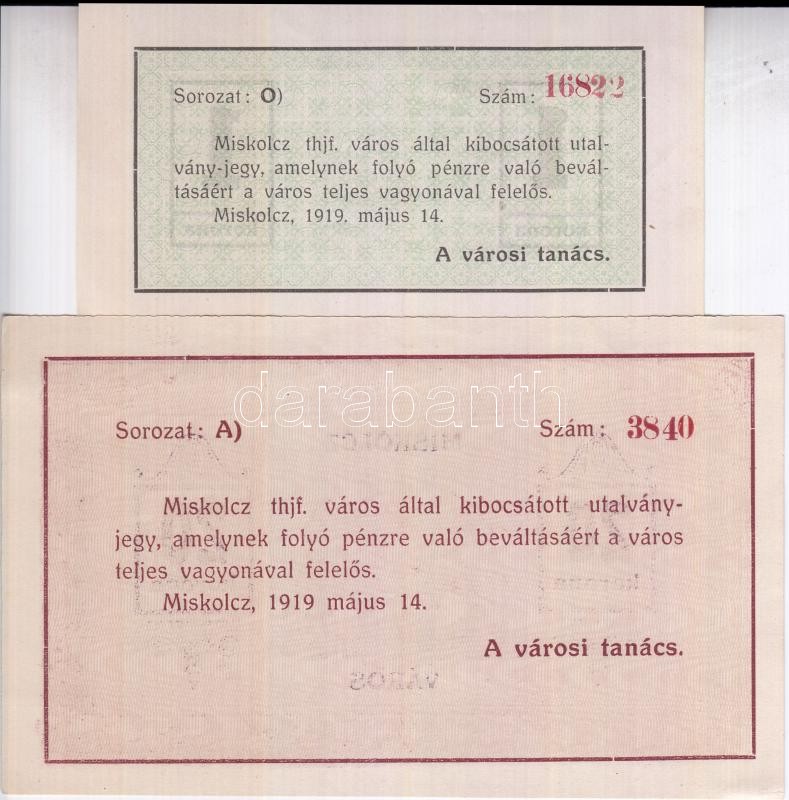 Sorozat: O) Szám: 16822
Miskolcz thjf. város által kibocsátott utal-
vány-jegy, amelynek folyó pénzre való bevál-
tásáért a város teljes vagyonával felelős.
Miskolcz, 1919. május 14.
A városi tanács.
darabanth
Sorozat: A) Szám: 3840
MISKOLCZ
Miskolcz thjf. város által kibocsátott utalvány-
jegy, amelynek folyó pénzre való beváltásáért a város
teljes vagyonával felelős.
Miskolcz, 1919 május 14.
A városi tanács.
VÁROS